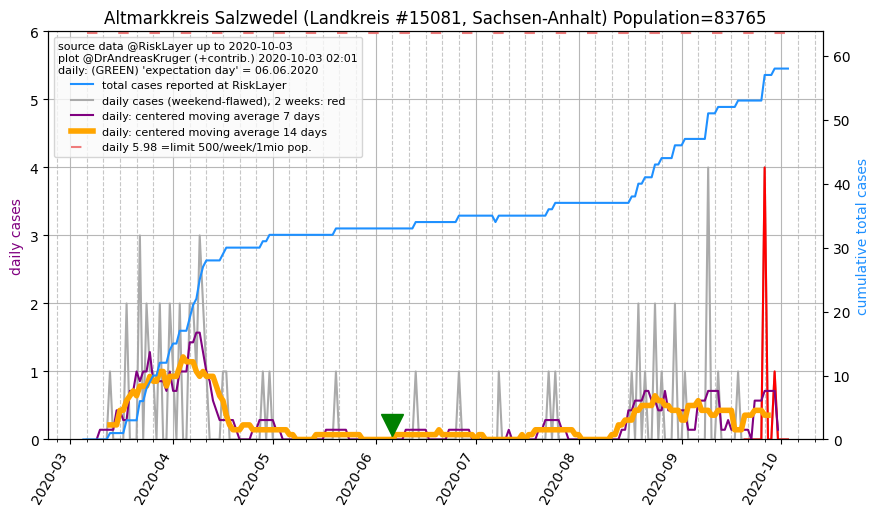 Altmarkkreis Salzwedel (Landkreis #15081, Sachsen-Anhalt) Population=83765
source data @RiskLayer up to 2020-10-03
plot @DrAndreasKruger (+contrib.) 2020-10-03 02:01
daily: (GREEN) 'expectation day' = 06.06.2020
total cases reported at RiskLayer
daily cases (weekend-flawed), 2 weeks: red
daily: centered moving average 7 days
daily: centered moving average 14 days
daily 5.98 =limit 500/week/1mio pop.
daily cases
6
5
4
3
2
1
0
cumulative total cases
60
50
40
30
20
10
0
2020-03
2020-04
2020-05
2020-06
2020-07
2020-08
2020-09
2020-10